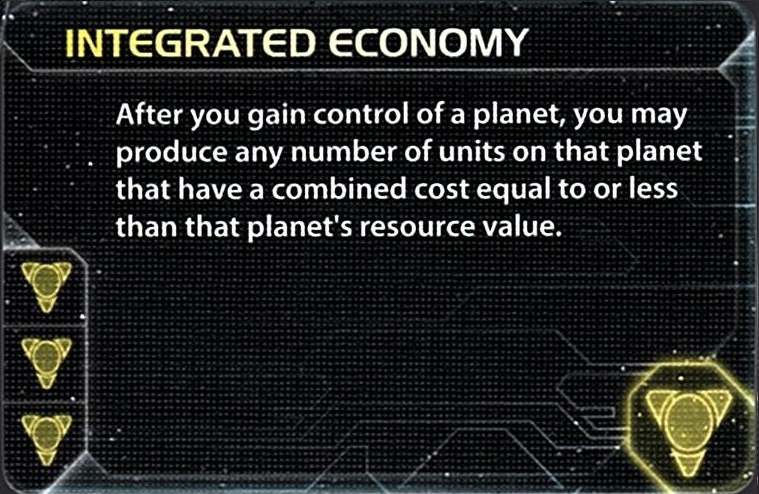 INTEGRATED ECONOMY
After you gain control of a planet, you may
produce any number of units on that planet
that have a combined cost equal to or less
than that planet's resource value.